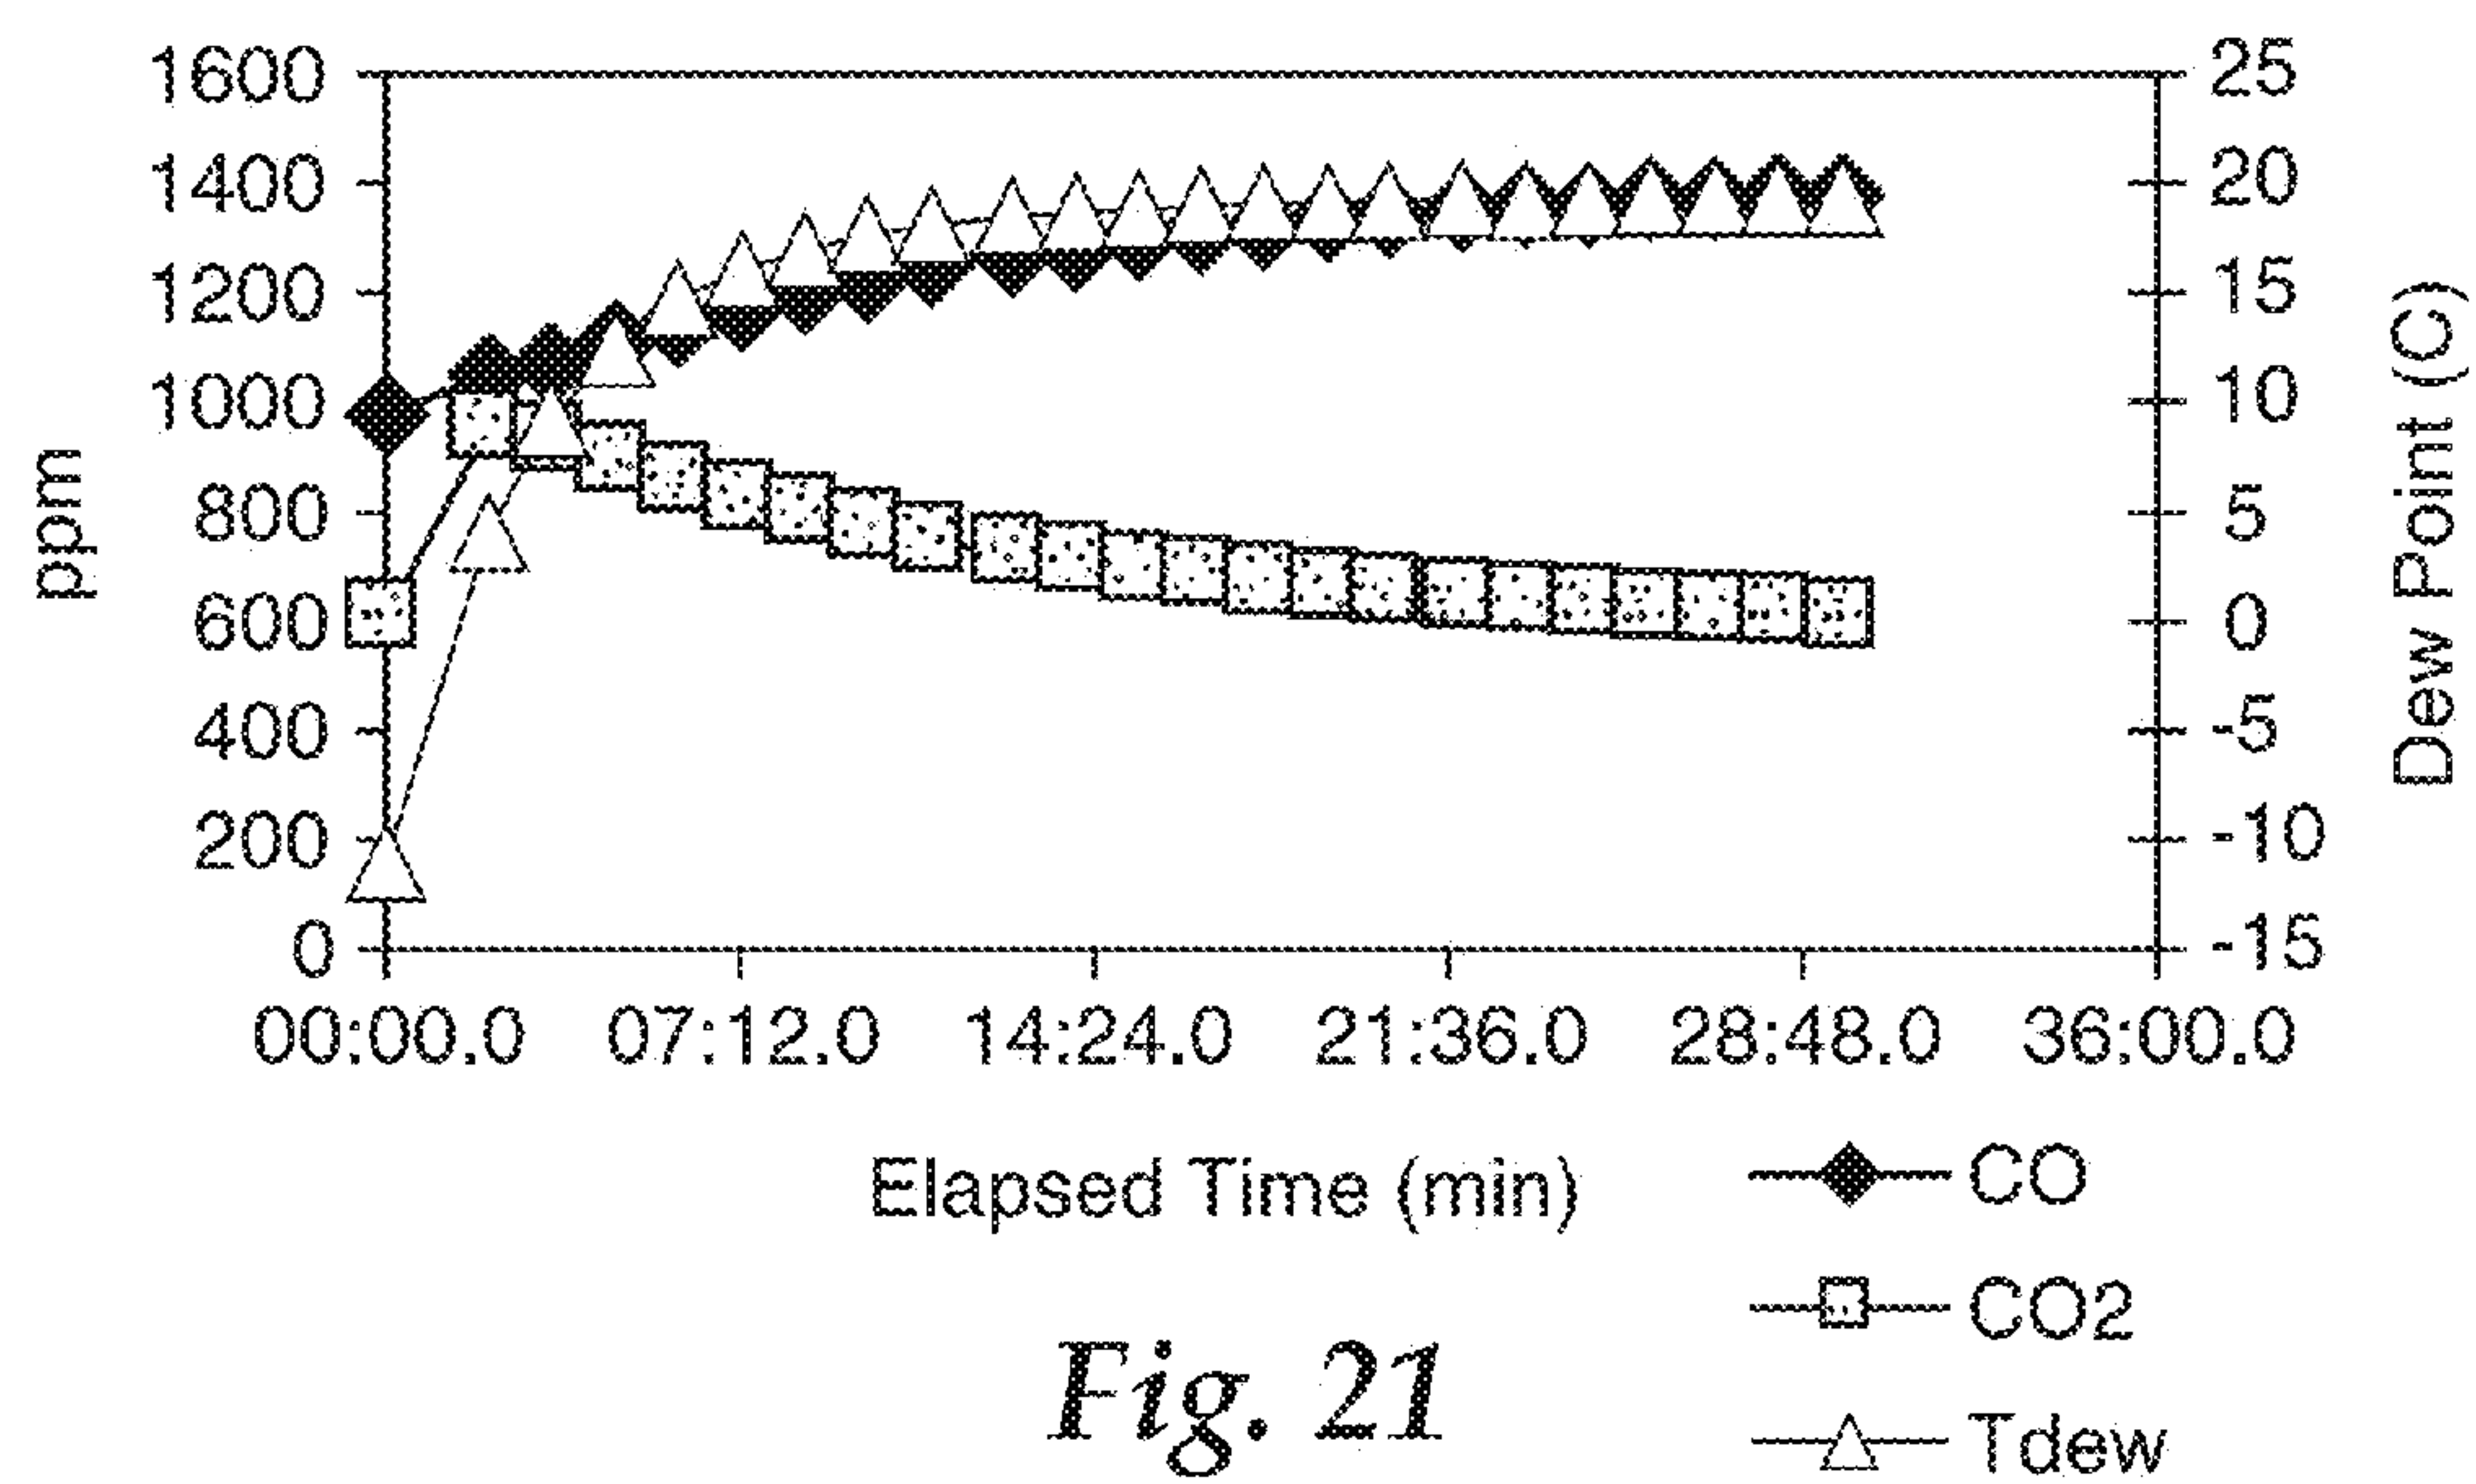 1600
1400
1200
1000
800
600
400
200
0
ppm
25
20
15
10
5
0
-5
-10
-15
Dew Point (C)
00:00.0 07:12.0 14:24.0 21:36.0 28:48.0 36:00.0
Elapsed Time (min)
CO
CO2
Tdew
Fig. 21